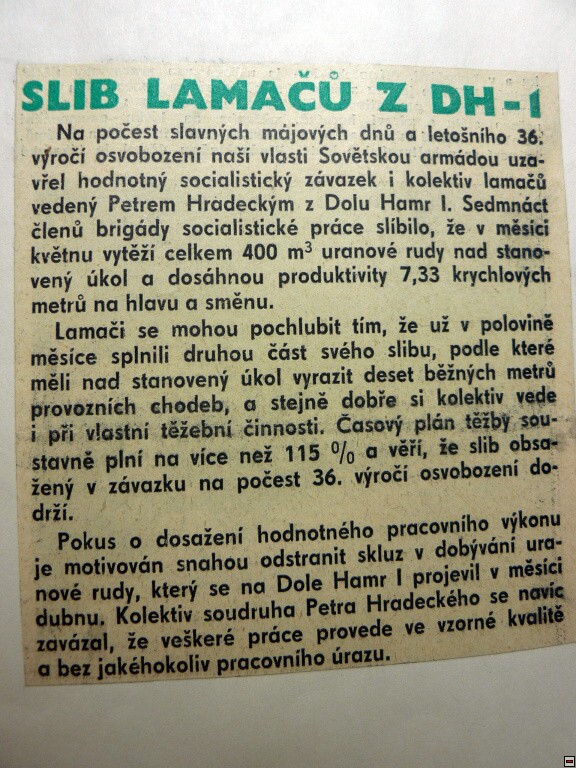 SLIB LAMAČŮ Z DH-1
Na počest slavných májových dnů a letošního 36.
výročí osvobození naší vlasti Sovětskou armádou uza-
vřel hodnotný socialistický závazek i kolektiv lamačů
vedený Petrem Hradeckým z Dolu Hamr I. Sedmnáct
členů brigády socialistické práce slíbilo, že v měsíci
květnu vytěží celkem 400 m³ uranové rudy nad stano-
vený úkol a dosáhnou produktivity 7,33 krychlových
metrů na hlavu a směnu.
Lamači se mohou pochlubit tím, že už v polovině
měsíce splnili druhou část svého slibu, podle které
měli nad stanovený úkol vyrazit deset běžných metrů
provozních chodeb, a stejně dobře si kolektiv vede
i při vlastní těžební činnosti. Časový plán těžby sou-
stavně plní na více než 115 % a věří, že slib obsa-
žený v závazku na počest 36. výročí osvobození do-
drží.
Pokus o dosažení hodnotného pracovního výkonu
je motivován snahou odstranit skluz v dobývání ura-
nové rudy, který se na Dole Hamr I projevil v měsíci
dubnu. Kolektiv soudruha Petra Hradeckého se navíc
zavázal, že veškeré práce provede ve vzorné kvalitě
a bez jakéhokoliv pracovního úrazu.